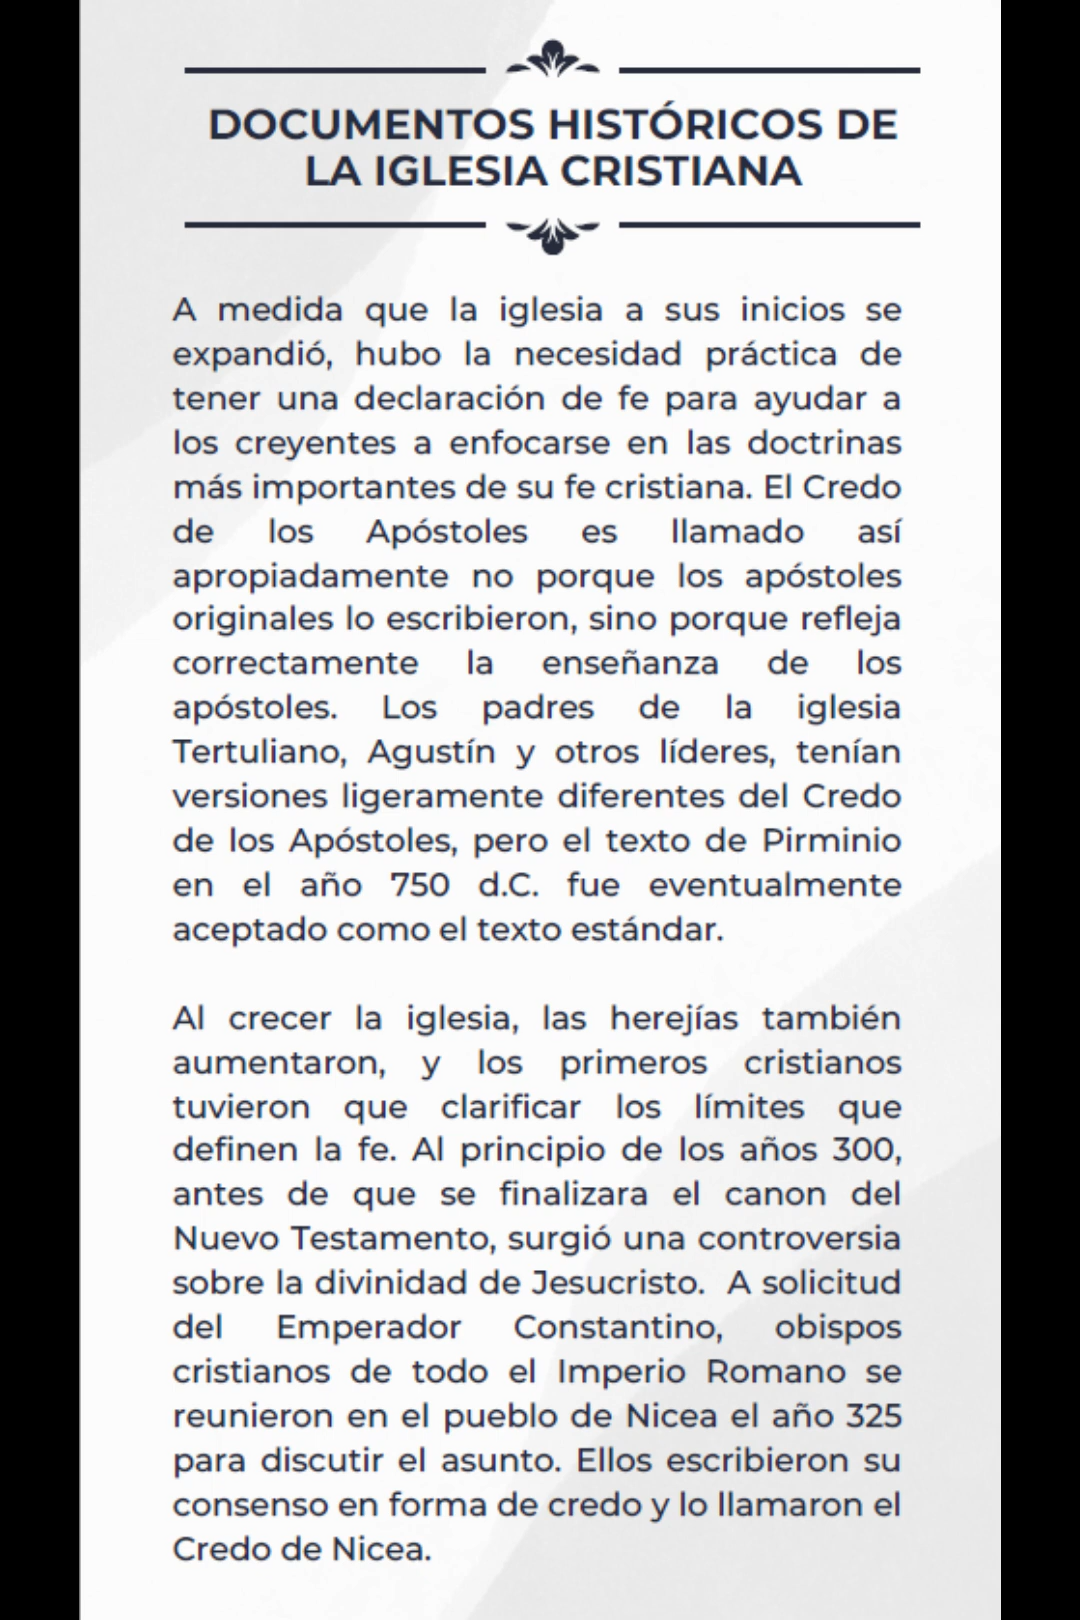 DOCUMENTOS HISTÓRICOS DE
LA IGLESIA CRISTIANA
A medida que la iglesia a sus inicios se
expandió, hubo la necesidad práctica de
tener una declaración de fe para ayudar a
los creyentes a enfocarse en las doctrinas
más importantes de su fe cristiana. El Credo
de los Apóstoles es llamado así
apropiadamente no porque los apóstoles
originales lo escribieron, sino porque refleja
correctamente la enseñanza de los
apóstoles. Los padres de la iglesia
Tertuliano, Agustín y otros líderes, tenían
versiones ligeramente diferentes del Credo
de los Apóstoles, pero el texto de Pirminio
en el año 750 d.C. fue eventualmente
aceptado como el texto estándar.
Al crecer la iglesia, las herejías también
aumentaron, y los primeros cristianos
tuvieron que clarificar los límites que
definen la fe. Al principio de los años 300,
antes de que se finalizara el canon del
Nuevo Testamento, surgió una controversia
sobre la divinidad de Jesucristo. A solicitud
del Emperador Constantino, obispos
cristianos de todo el Imperio Romano se
reunieron en el pueblo de Nicea el año 325
para discutir el asunto. Ellos escribieron su
consenso en forma de credo y lo llamaron el
Credo de Nicea.